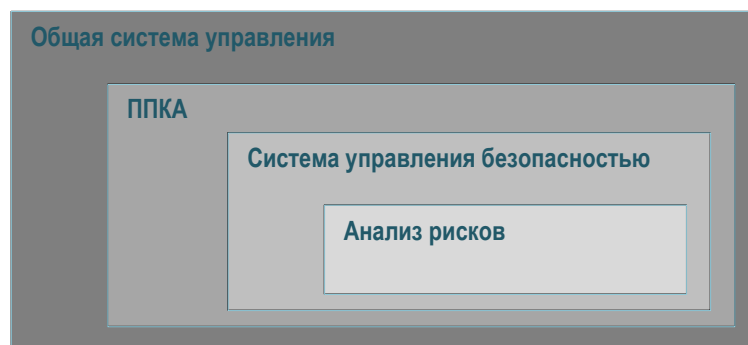 Общая система управления
ППКА
Система управления безопасностью
Анализ рисков